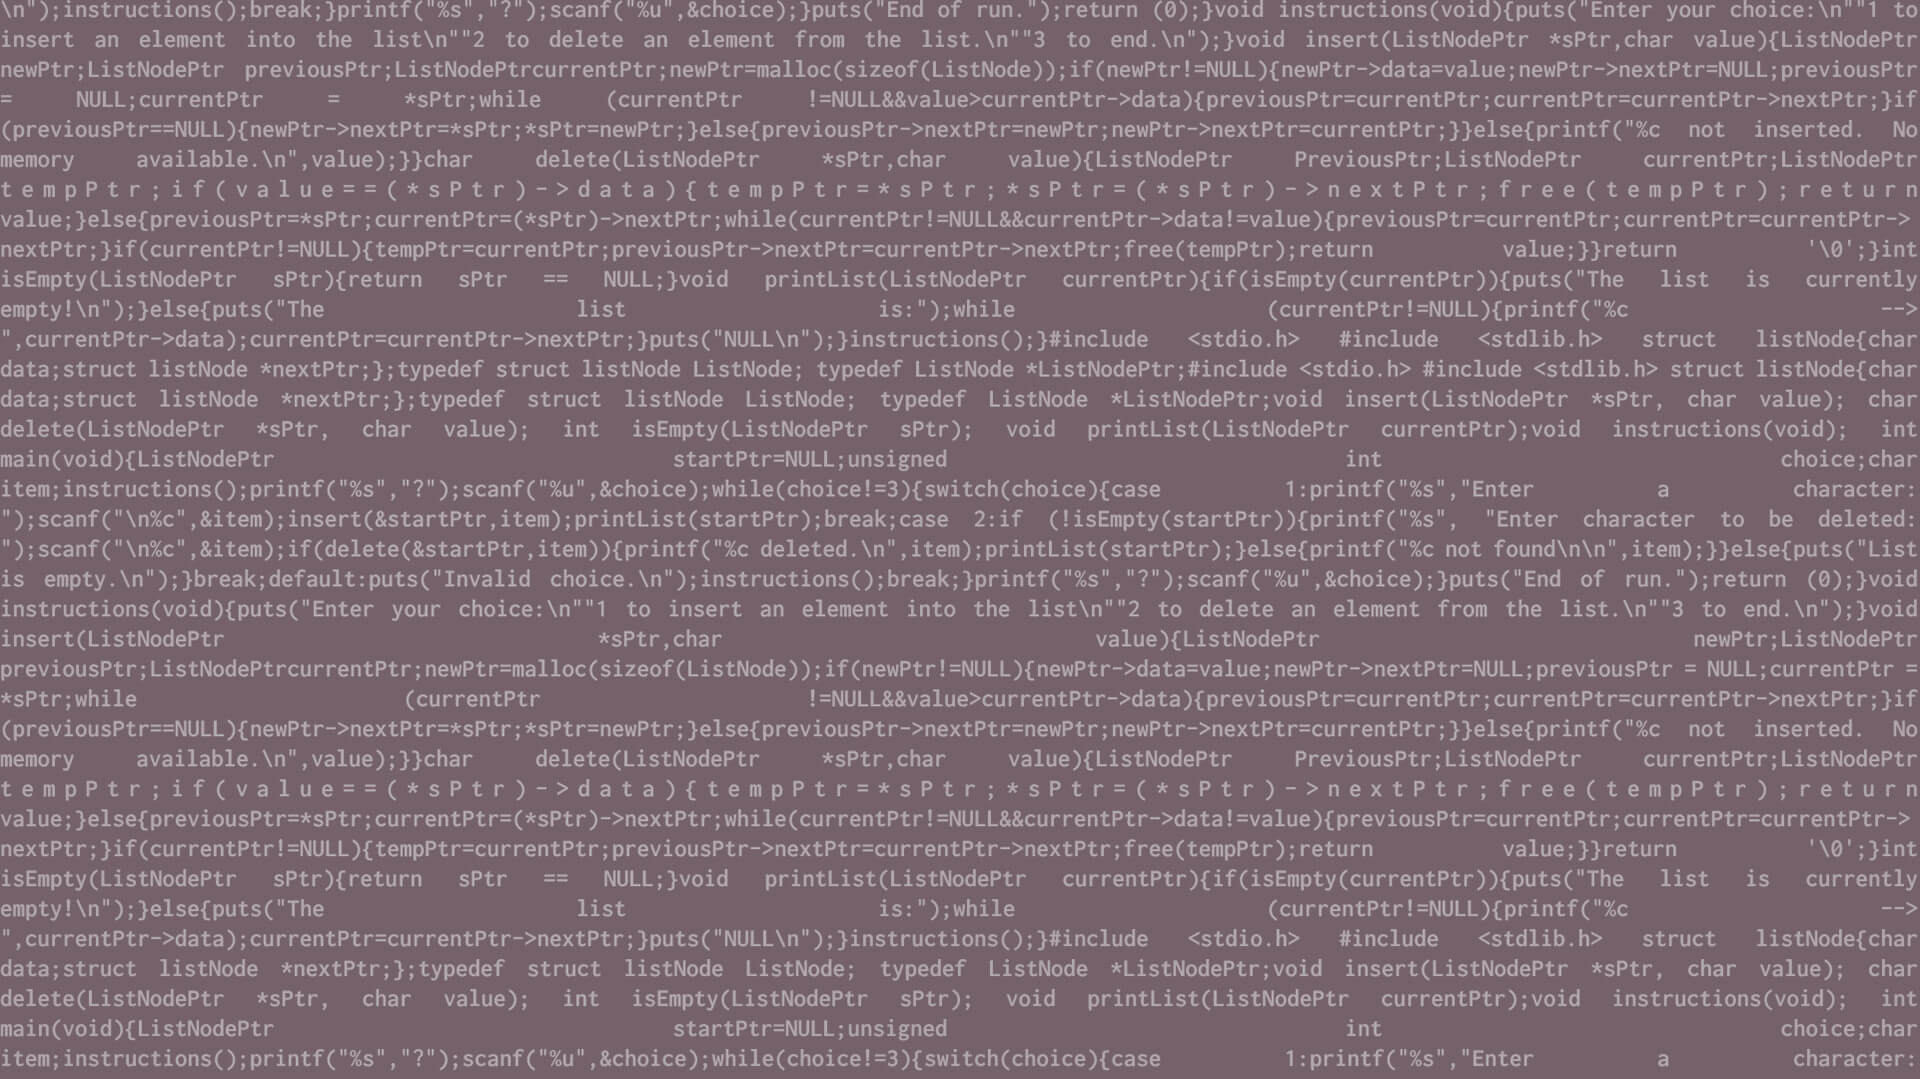 \n");instructions();break;}printf("%s","?");scanf("%u",&choice);}puts("End of run.");return (0);}void instructions(void){puts("Enter your choice:\n""1 to
insert an element into the list\n""2 to delete an element from the list.\n""3 to end.\n");}void insert(ListNodePtr *sPtr,char value){ListNodePtr
newPtr;ListNodePtr previousPtr;ListNodePtrcurrentPtr;newPtr=malloc(sizeof(ListNode));if(newPtr!=NULL){newPtr->data=value;newPtr->nextPtr=NULL;previousPtr
= NULL;currentPtr = *sPtr;while (currentPtr !=NULL&&value>currentPtr->data){previousPtr=currentPtr;currentPtr=currentPtr->nextPtr;}if
(previousPtr==NULL){newPtr->nextPtr=*sPtr;*sPtr=newPtr;}else{previousPtr->nextPtr=newPtr;newPtr->nextPtr=currentPtr;}}else{printf("%c not inserted. No
memory available.\n",value);}}char delete(ListNodePtr *sPtr,char value){ListNodePtr PreviousPtr;ListNodePtr currentPtr;ListNodePtr
tempPtr;if(value==(*sPtr)->data){tempPtr=*sPtr;*sPtr=(*sPtr)->nextPtr;free(tempPtr);return
value;}else{previousPtr=*sPtr;currentPtr=(*sPtr)->nextPtr;while(currentPtr!=NULL&&currentPtr->data!=value){previousPtr=currentPtr;currentPtr=currentPtr->
nextPtr;}if(currentPtr!=NULL){tempPtr=currentPtr;previousPtr->nextPtr=currentPtr->nextPtr;free(tempPtr);return value;}}return '\0';}int
isEmpty(ListNodePtr sPtr){return sPtr == NULL;}void printList(ListNodePtr currentPtr){if(isEmpty(currentPtr)){puts("The list is currently
empty!\n");}else{puts("The list is:");while (currentPtr!=NULL){printf("%c -->
",currentPtr->data);currentPtr=currentPtr->nextPtr;}puts("NULL\n");}instructions();}#include <stdio.h> #include <stdlib.h> struct listNode{char
data;struct listNode *nextPtr;};typedef struct listNode ListNode; typedef ListNode *ListNodePtr;#include <stdio.h> #include <stdlib.h> struct listNode{char
data;struct listNode *nextPtr;};typedef struct listNode ListNode; typedef ListNode *ListNodePtr;void insert(ListNodePtr *sPtr, char value); char
delete(ListNodePtr *sPtr, char value); int isEmpty(ListNodePtr sPtr); void printList(ListNodePtr currentPtr);void instructions(void); int
main(void){ListNodePtr startPtr=NULL;unsigned int choice;char
item;instructions();printf("%s","?");scanf("%u",&choice);while(choice!=3){switch(choice){case 1:printf("%s","Enter a character:
");scanf("\n%c",&item);insert(&startPtr,item);printList(startPtr);break;case 2:if (!isEmpty(startPtr)){printf("%s", "Enter character to be deleted:
");scanf("\n%c",&item);if(delete(&startPtr,item)){printf("%c deleted.\n",item);printList(startPtr);}else{printf("%c not found\n\n",item);}}else{puts("List
is empty.\n");}break;default:puts("Invalid choice.\n");instructions();break;}printf("%s","?");scanf("%u",&choice);}puts("End of run.");return (0);}void
instructions(void){puts("Enter your choice:\n""1 to insert an element into the list\n""2 to delete an element from the list.\n""3 to end.\n");}void
insert(ListNodePtr *sPtr,char value){ListNodePtr newPtr;ListNodePtr
previousPtr;ListNodePtrcurrentPtr;newPtr=malloc(sizeof(ListNode));if(newPtr!=NULL){newPtr->data=value;newPtr->nextPtr=NULL;previousPtr = NULL;currentPtr =
*sPtr;while (currentPtr !=NULL&&value>currentPtr->data){previousPtr=currentPtr;currentPtr=currentPtr->nextPtr;}if
(previousPtr==NULL){newPtr->nextPtr=*sPtr;*sPtr=newPtr;}else{previousPtr->nextPtr=newPtr;newPtr->nextPtr=currentPtr;}}else{printf("%c not inserted. No
memory available.\n",value);}}char delete(ListNodePtr *sPtr,char value){ListNodePtr PreviousPtr;ListNodePtr currentPtr;ListNodePtr
tempPtr;if(value==(*sPtr)->data){tempPtr=*sPtr;*sPtr=(*sPtr)->nextPtr;free(tempPtr);return
value;}else{previousPtr=*sPtr;currentPtr=(*sPtr)->nextPtr;while(currentPtr!=NULL&&currentPtr->data!=value){previousPtr=currentPtr;currentPtr=currentPtr->
nextPtr;}if(currentPtr!=NULL){tempPtr=currentPtr;previousPtr->nextPtr=currentPtr->nextPtr;free(tempPtr);return value;}}return '\0';}int
isEmpty(ListNodePtr sPtr){return sPtr == NULL;}void printList(ListNodePtr currentPtr){if(isEmpty(currentPtr)){puts("The list is currently
empty!\n");}else{puts("The list is:");while (currentPtr!=NULL){printf("%c -->
",currentPtr->data);currentPtr=currentPtr->nextPtr;}puts("NULL\n");}instructions();}#include <stdio.h> #include <stdlib.h> struct listNode{char
data;struct listNode *nextPtr;};typedef struct listNode ListNode; typedef ListNode *ListNodePtr;void insert(ListNodePtr *sPtr, char value); char
delete(ListNodePtr *sPtr, char value); int isEmpty(ListNodePtr sPtr); void printList(ListNodePtr currentPtr);void instructions(void); int
main(void){ListNodePtr startPtr=NULL;unsigned int choice;char
item;instructions();printf("%s","?");scanf("%u",&choice);while(choice!=3){switch(choice){case 1:printf("%s","Enter a character: